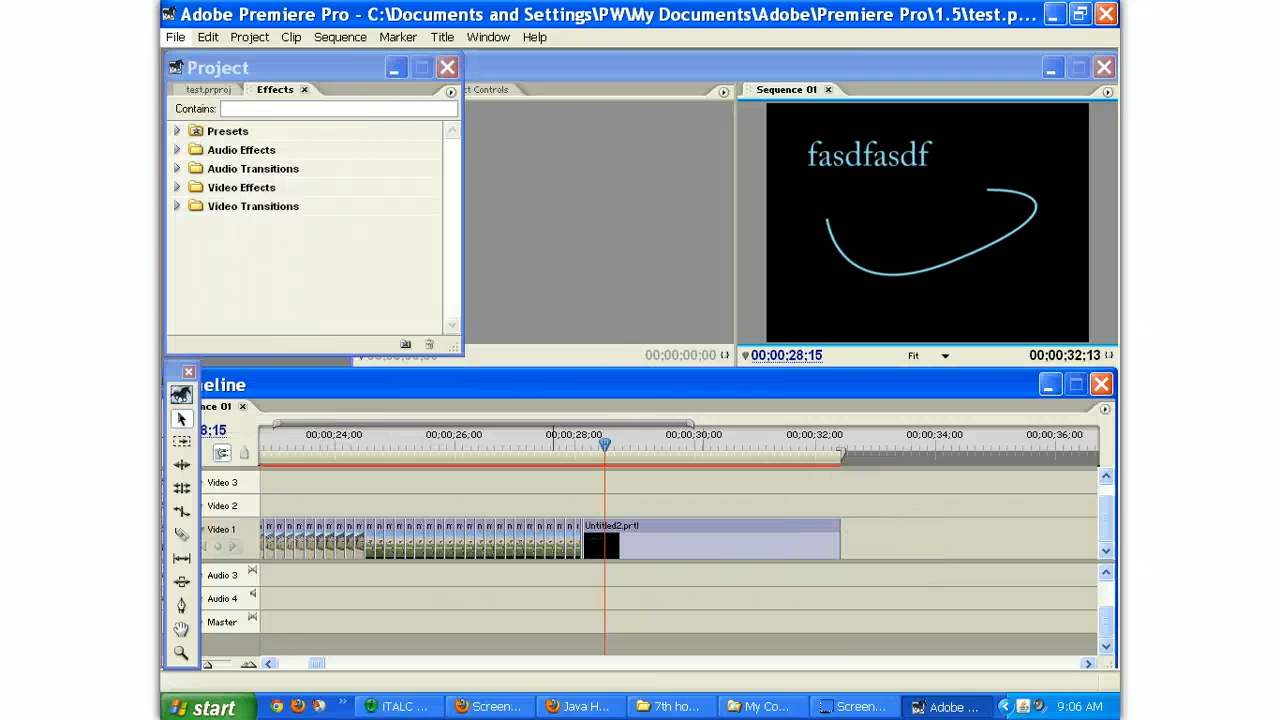 Adobe Premiere Pro - C:\Documents and Settings\PW\My Documents\Adobe\Premiere Pro\1.5\test.p...
File Edit Project Clip Sequence Marker Title Window Help
Project
test.prproj Effects ct Controls Sequence 01
Contains:
Presets
Audio Effects
Audio Transitions
Video Effects
Video Transitions
fasdfasdf
00;00;00;00 00;00;28;15 Fit 00;00;32;13
eline
nce 01
8;15
00;00;24;00 00;00;26;00 00;00;28;00 00;00;30;00 00;00;32;00 00;00;34;00 00;00;36;00
Video 3
Video 2
Video 1 Untitled2.prtl
Audio 3
Audio 4
Master
start iTALC ... Screen... Java H... 7th ho... My Co... Screen... Adobe ... 9:06 AM